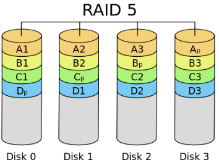 RAID 5
A1 A2 A3 Ap
B1 B2 Bp B3
C1 Cp C2 C3
Dp D1 D2 D3
Disk 0 Disk 1 Disk 2 Disk 3